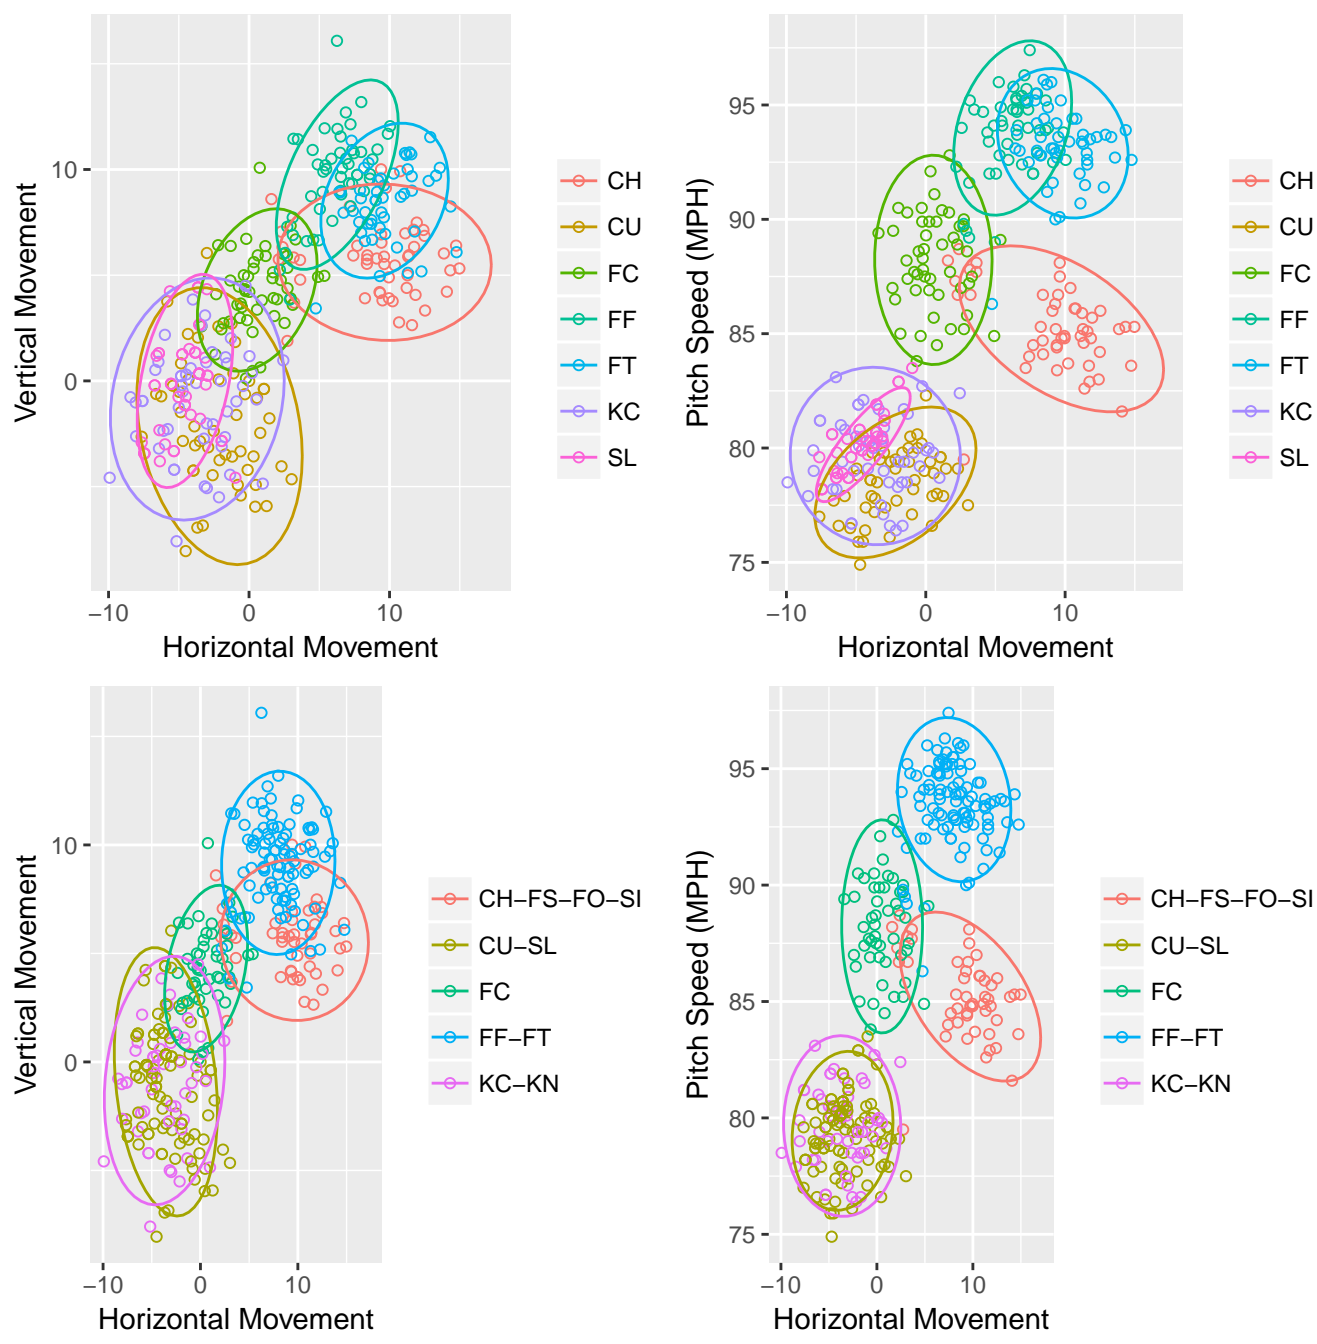 10
0
Vertical Movement
−10
0
10
Horizontal Movement
CH
CU
FC
FF
FT
KC
SL
95
90
85
80
75
Pitch Speed (MPH)
−10
0
10
Horizontal Movement
CH
CU
FC
FF
FT
KC
SL
10
0
Vertical Movement
−10
0
10
Horizontal Movement
CH−FS−FO−SI
CU−SL
FC
FF−FT
KC−KN
95
90
85
80
75
Pitch Speed (MPH)
−10
0
10
Horizontal Movement
CH−FS−FO−SI
CU−SL
FC
FF−FT
KC−KN